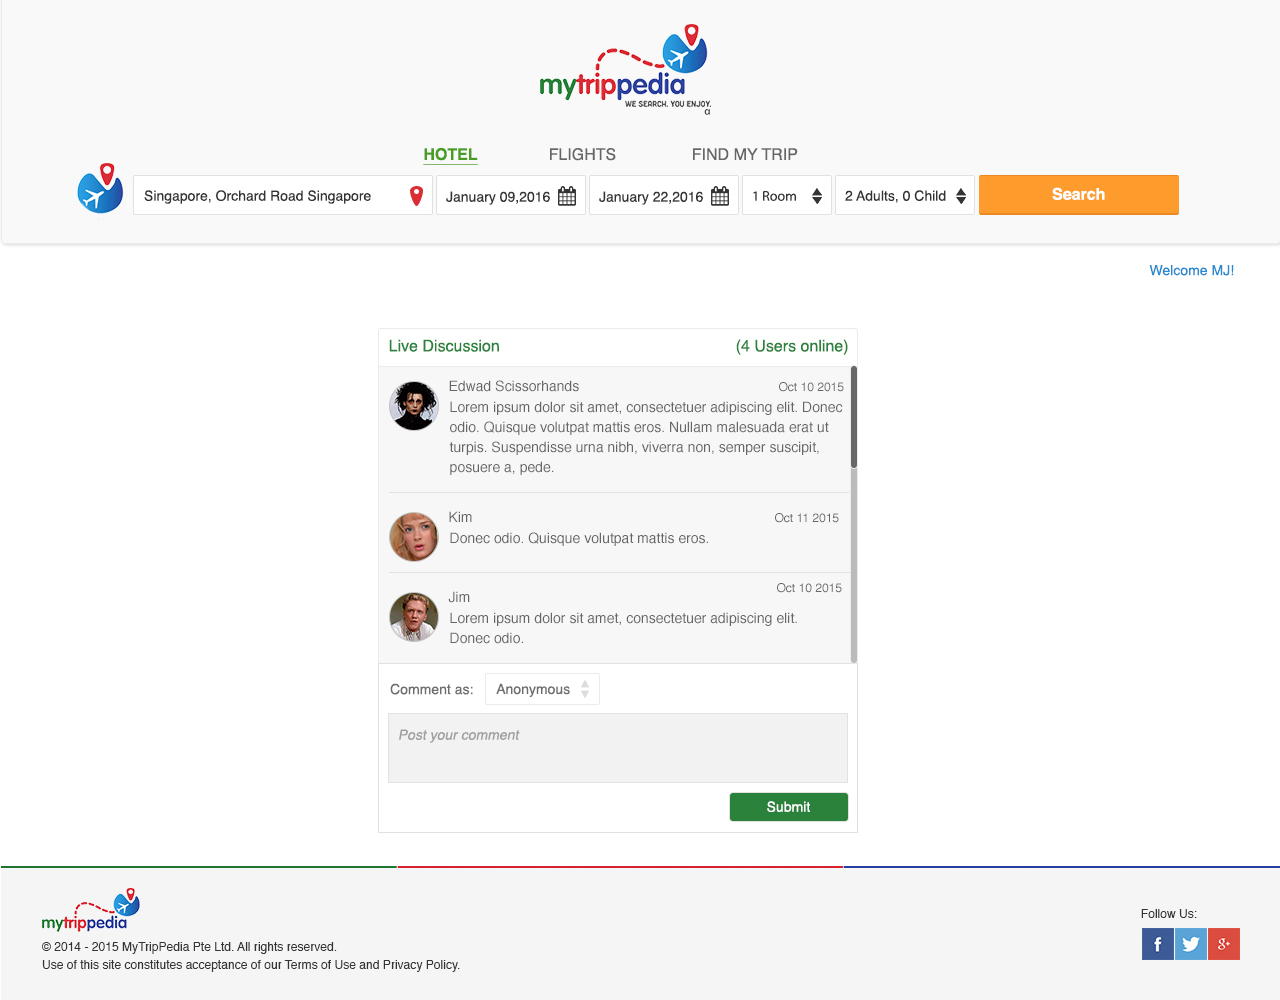 mytrippedia
WE SEARCH. YOU ENJOY.
α
HOTEL FLIGHTS FIND MY TRIP
Singapore, Orchard Road Singapore January 09,2016 January 22,2016 1 Room 2 Adults, 0 Child Search
Welcome MJ!
Live Discussion (4 Users online)
Edwad Scissorhands Oct 10 2015
Lorem ipsum dolor sit amet, consectetuer adipiscing elit. Donec
odio. Quisque volutpat mattis eros. Nullam malesuada erat ut
turpis. Suspendisse urna nibh, viverra non, semper suscipit,
posuere a, pede.
Kim Oct 11 2015
Donec odio. Quisque volutpat mattis eros.
Oct 10 2015
Jim
Lorem ipsum dolor sit amet, consectetuer adipiscing elit.
Donec odio.
Comment as: Anonymous
Post your comment
Submit
mytrippedia
Follow Us:
f g+
© 2014 - 2015 MyTripPedia Pte Ltd. All rights reserved.
Use of this site constitutes acceptance of our Terms of Use and Privacy Policy.